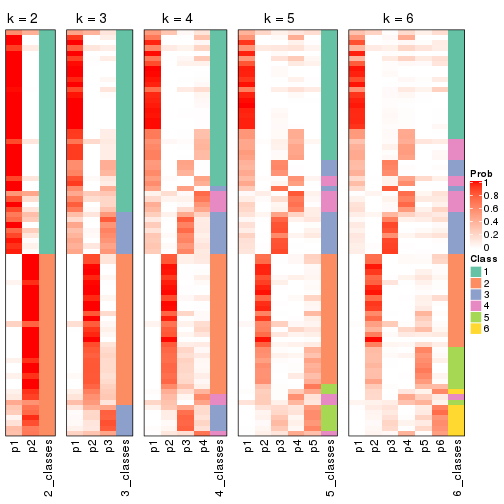 k = 2
k = 3
k = 4
k = 5
k = 6
Prob
1
0.8
0.6
0.4
0.2
0
Class
1
2
3
4
5
6
p1
p2
2_classes
p1
p2
p3
3_classes
p1
p2
p3
p4
4_classes
p1
p2
p3
p4
p5
5_classes
p1
p2
p3
p4
p5
p6
6_classes